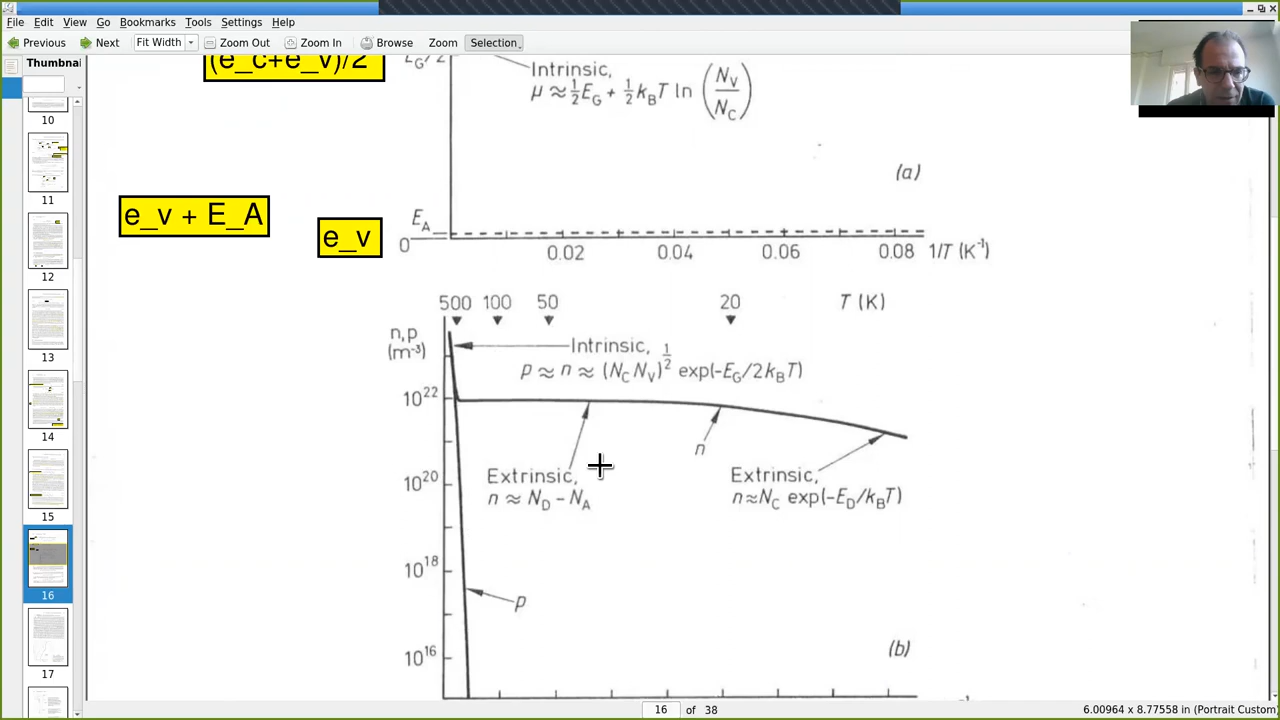 File Edit View Go Bookmarks Tools Settings Help
Previous Next Fit Width Zoom Out Zoom In Browse Zoom Selection
Thumbnai
10
11
12
13
14
15
16
17
(e_c+e_v)/2
E_G/2
Intrinsic,
μ ≈ ½E_G + ½k_BT ln (N_V/N_C)
(a)
e_v + E_A
e_v
E_A
0
0.02 0.04 0.06 0.08 1/T (K⁻¹)
500 100 50 20 T (K)
n,p
(m⁻³)
Intrinsic,
p ≈ n ≈ (N_C N_V)^½ exp(-E_G/2k_BT)
10²²
n
Extrinsic,
n ≈ N_D − N_A
Extrinsic,
n≈N_C exp(-E_D/k_BT)
10²⁰
10¹⁸
p
10¹⁶
(b)
16 of 38
6.00964 x 8.77558 in (Portrait Custom)